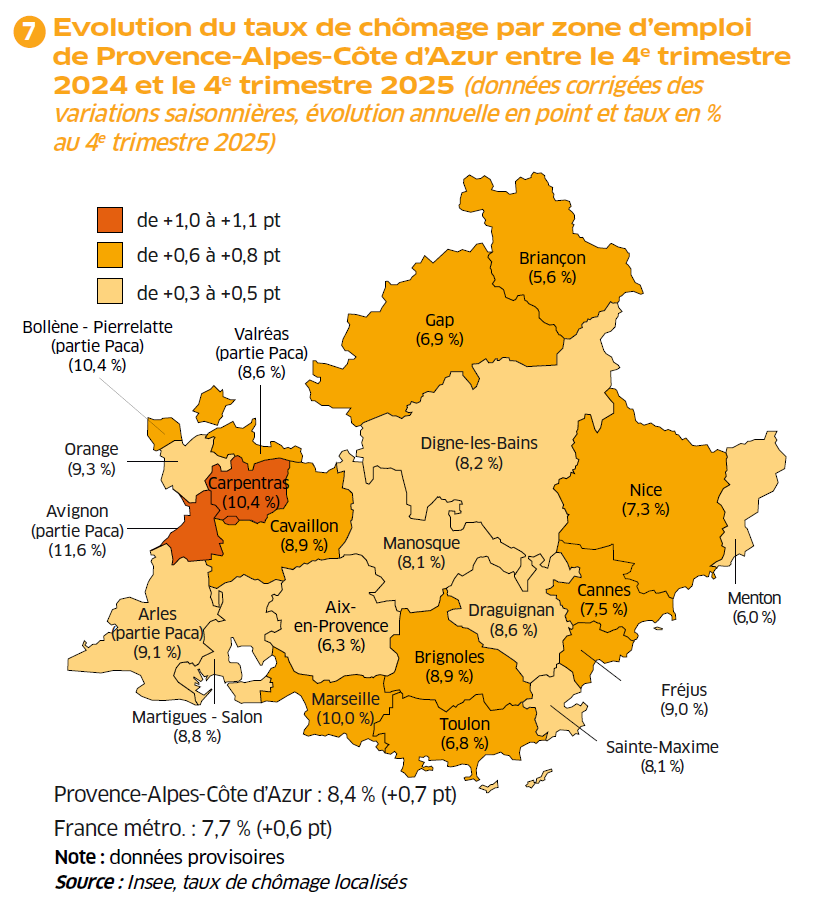 7 Evolution du taux de chômage par zone d’emploi
de Provence-Alpes-Côte d’Azur entre le 4e trimestre
2024 et le 4e trimestre 2025 (données corrigées des
variations saisonnières, évolution annuelle en point et taux en %
au 4e trimestre 2025)
de +1,0 à +1,1 pt
de +0,6 à +0,8 pt
de +0,3 à +0,5 pt
Briançon
(5,6 %)
Gap
(6,9 %)
Bollène - Pierrelatte
(partie Paca)
(10,4 %)
Valréas
(partie Paca)
(8,6 %)
Orange
(9,3 %)
Digne-les-Bains
(8,2 %)
Carpentras
(10,4 %)
Nice
(7,3 %)
Avignon
(partie Paca)
(11,6 %)
Cavaillon
(8,9 %)
Manosque
(8,1 %)
Cannes
(7,5 %)
Menton
(6,0 %)
Arles
(partie Paca)
(9,1 %)
Aix-
en-Provence
(6,3 %)
Draguignan
(8,6 %)
Brignoles
(8,9 %)
Fréjus
(9,0 %)
Marseille
(10,0 %)
Martigues - Salon
(8,8 %)
Toulon
(6,8 %)
Sainte-Maxime
(8,1 %)
Provence-Alpes-Côte d’Azur : 8,4 % (+0,7 pt)
France métro. : 7,7 % (+0,6 pt)
Note : données provisoires
Source : Insee, taux de chômage localisés